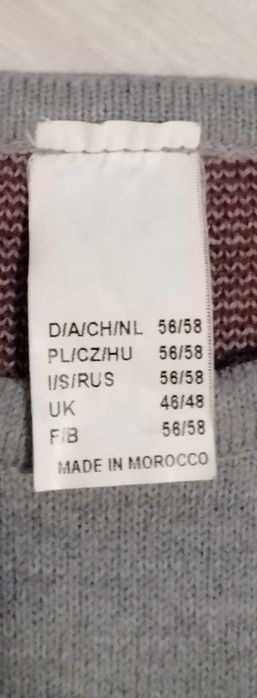 D/A/CH/NL 56/58
PL/CZ/HU 56/58
I/S/RUS 56/58
UK 46/48
F/B 56/58
MADE IN MOROCCO